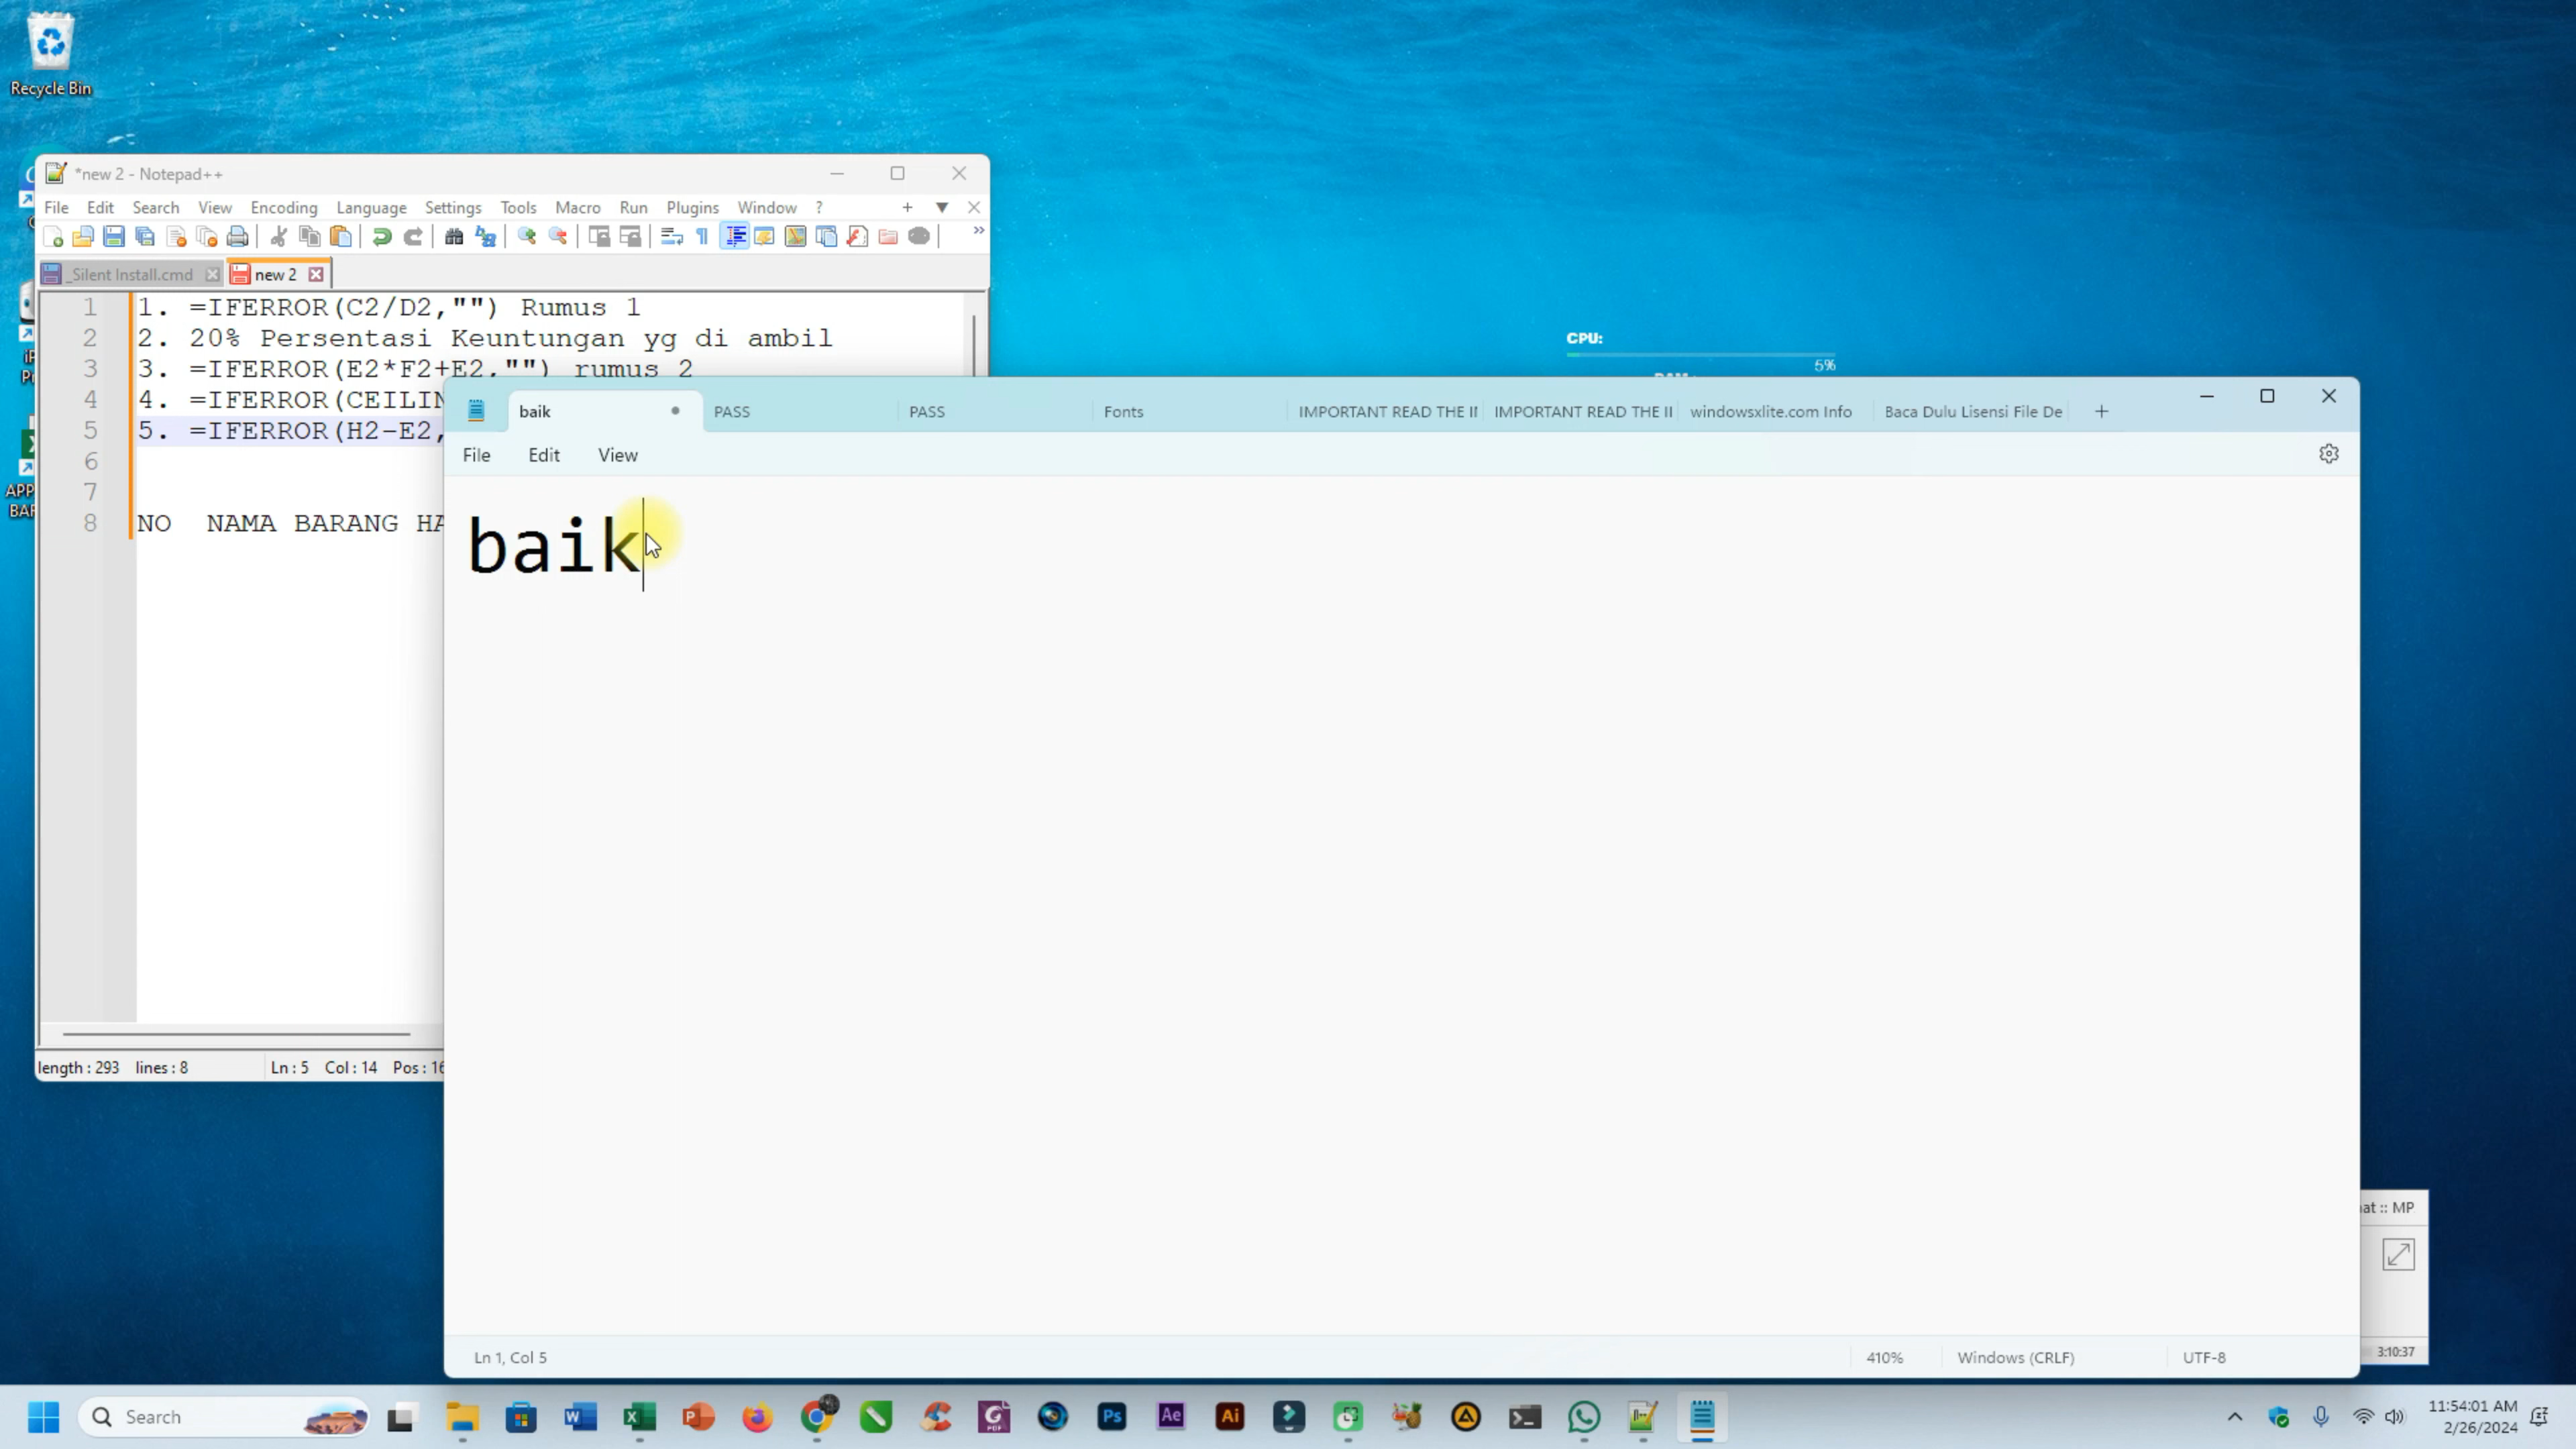 Recycle Bin
*new 2 - Notepad++
File Edit Search View Encoding Language Settings Tools Macro Run Plugins Window ?
_Silent Install.cmd new 2
1 1. =IFERROR(C2/D2,"") Rumus 1
2 2. 20% Persentasi Keuntungan yg di ambil
3 3. =IFERROR(E2*F2+E2,"") rumus 2
4 4. =IFERROR(CEILIN
5 5. =IFERROR(H2-E2,
6
7
8 NO NAMA BARANG HA
length : 293 lines : 8 Ln : 5 Col : 14 Pos : 16
CPU:
5%
baik PASS PASS Fonts IMPORTANT READ THE IMPORTANT READ THE windowsxlite.com Info Baca Dulu Lisensi File De
File Edit View
baik
Ln 1, Col 5 410% Windows (CRLF) UTF-8
at :: MP
3:10:37
APP
BAR
Search
11:54:01 AM
2/26/2024